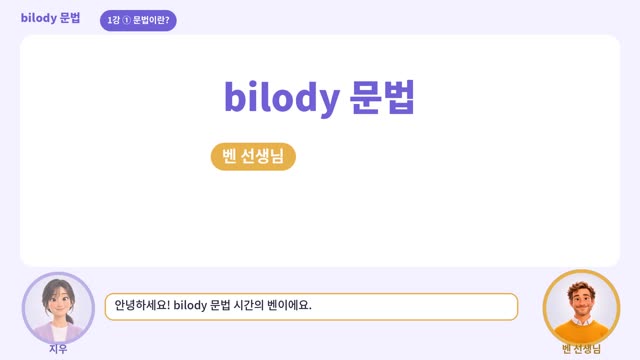 bilody 문법
1강 ① 문법이란?
bilody 문법
벤 선생님
안녕하세요! bilody 문법 시간의 벤이에요.
지우
벤 선생님